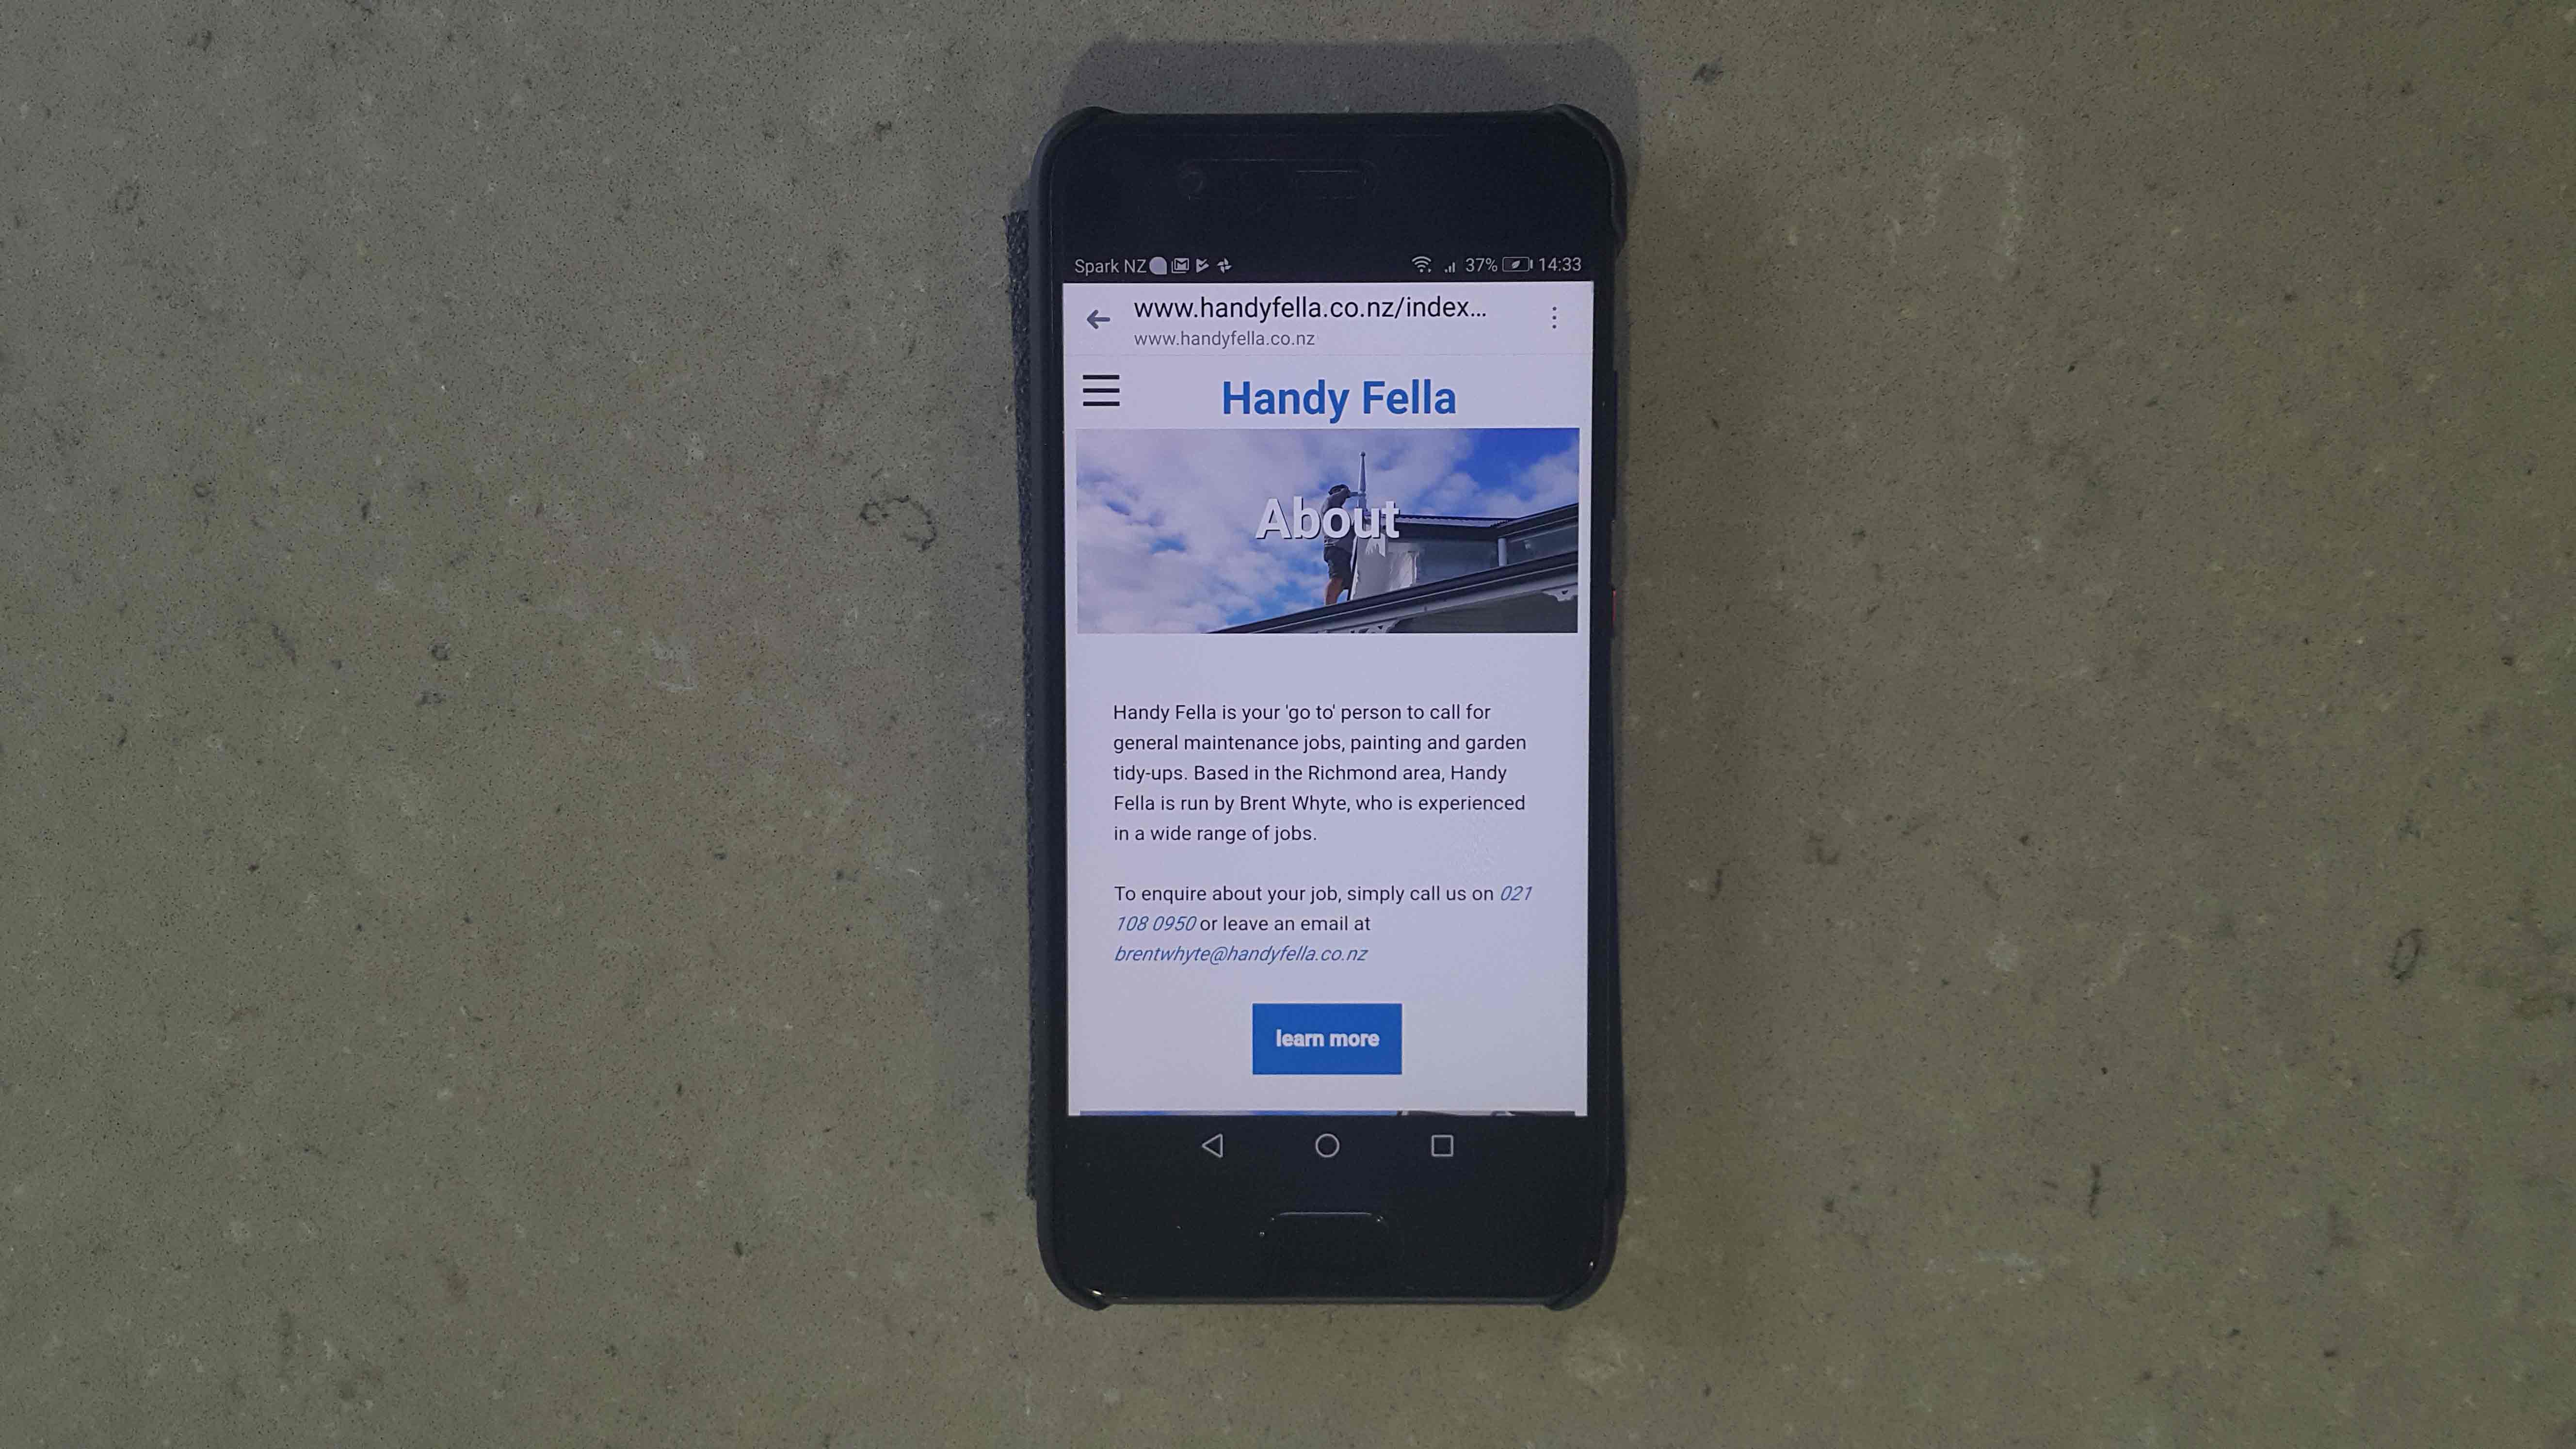 Spark NZ 37% 14:33
www.handyfella.co.nz/index...
www.handyfella.co.nz
Handy Fella
About
Handy Fella is your 'go to' person to call for
general maintenance jobs, painting and garden
tidy-ups. Based in the Richmond area, Handy
Fella is run by Brent Whyte, who is experienced
in a wide range of jobs.
To enquire about your job, simply call us on 021
108 0950 or leave an email at
brentwhyte@handyfella.co.nz
learn more